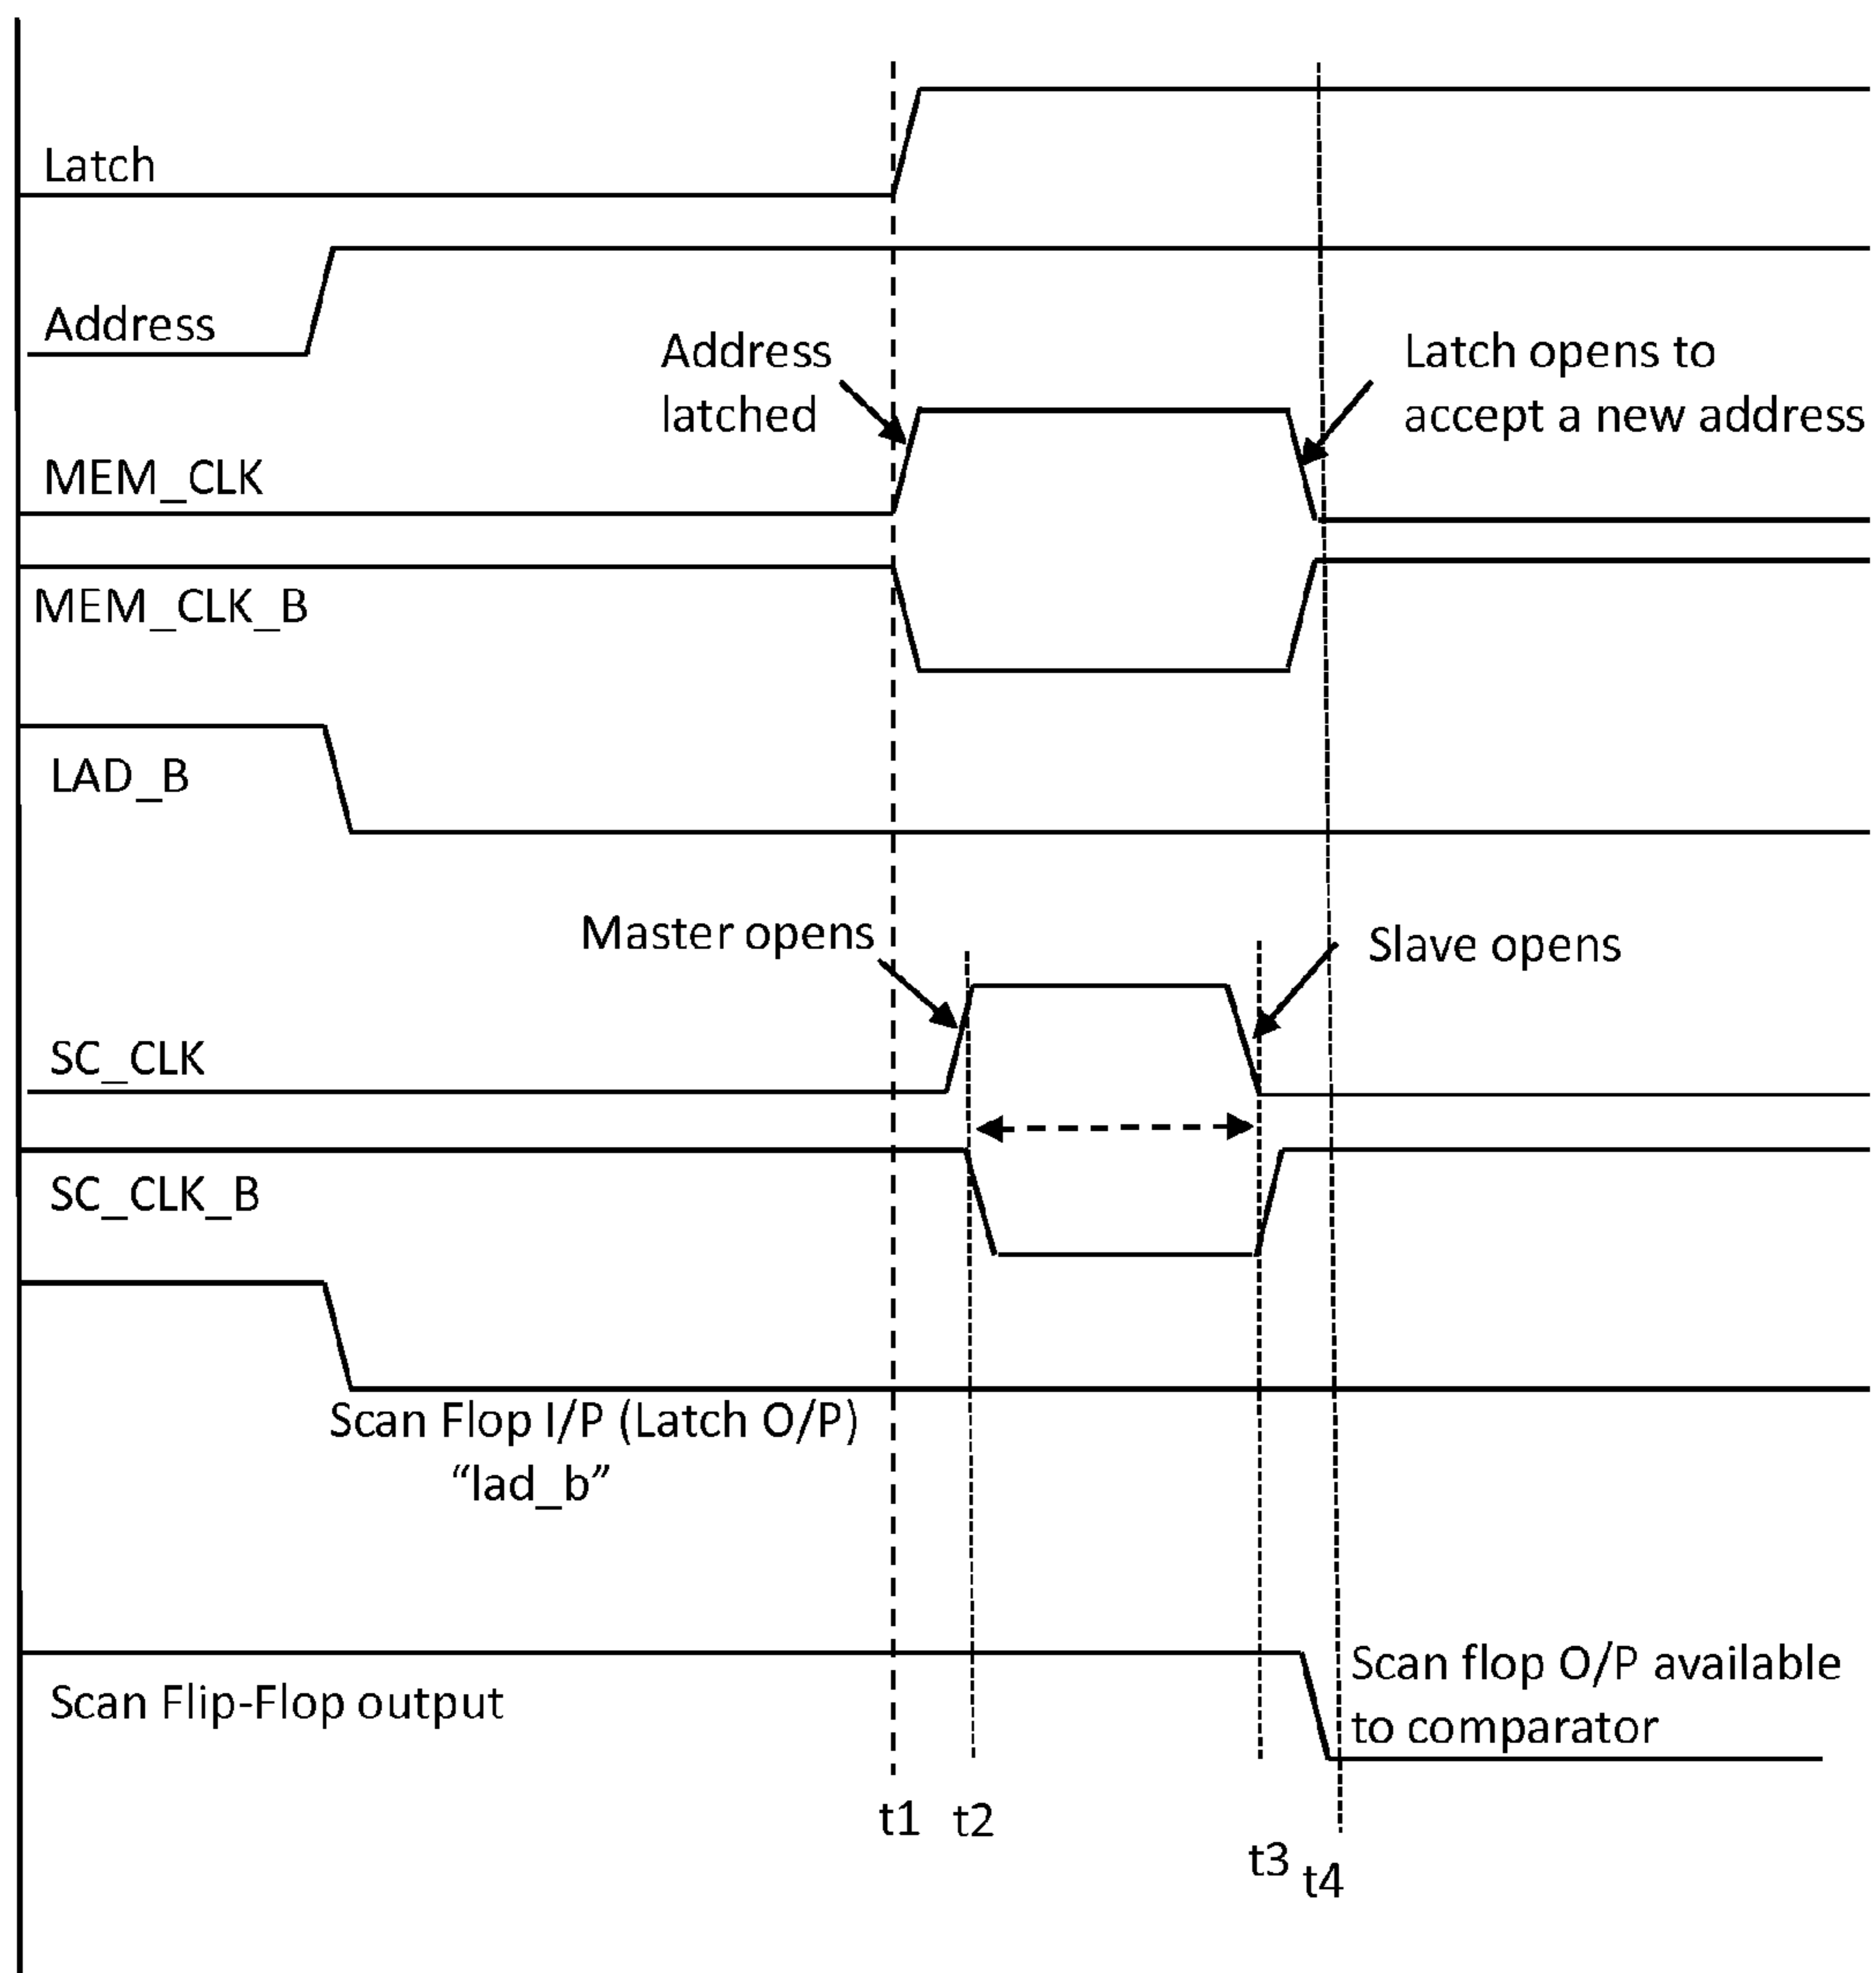 Latch
Address
Address
latched
Latch opens to
accept a new address
MEM_CLK
MEM_CLK_B
LAD_B
Master opens
Slave opens
SC_CLK
SC_CLK_B
Scan Flop I/P (Latch O/P)
“lad_b”
Scan Flip-Flop output
Scan flop O/P available
to comparator
t1
t2
t3
t4